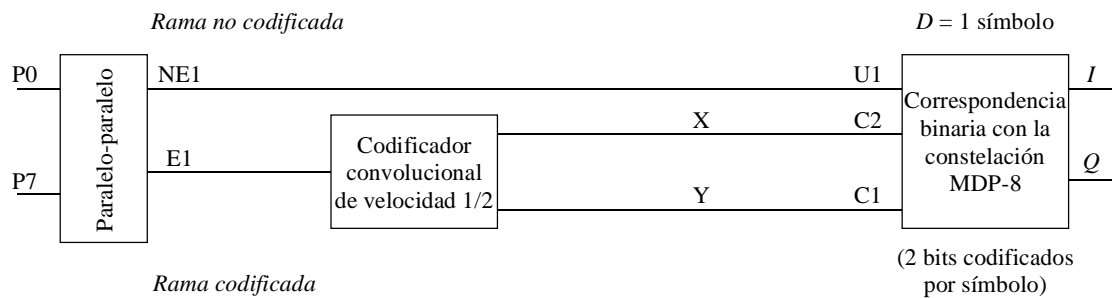 Rama no codificada
D = 1 símbolo
P0
NE1
U1
I
Paralelo-paralelo
Correspondencia
binaria con la
constelación
MDP-8
X
C2
Codificador
convolucional
de velocidad 1/2
E1
P7
Q
Y
C1
(2 bits codificados
por símbolo)
Rama codificada